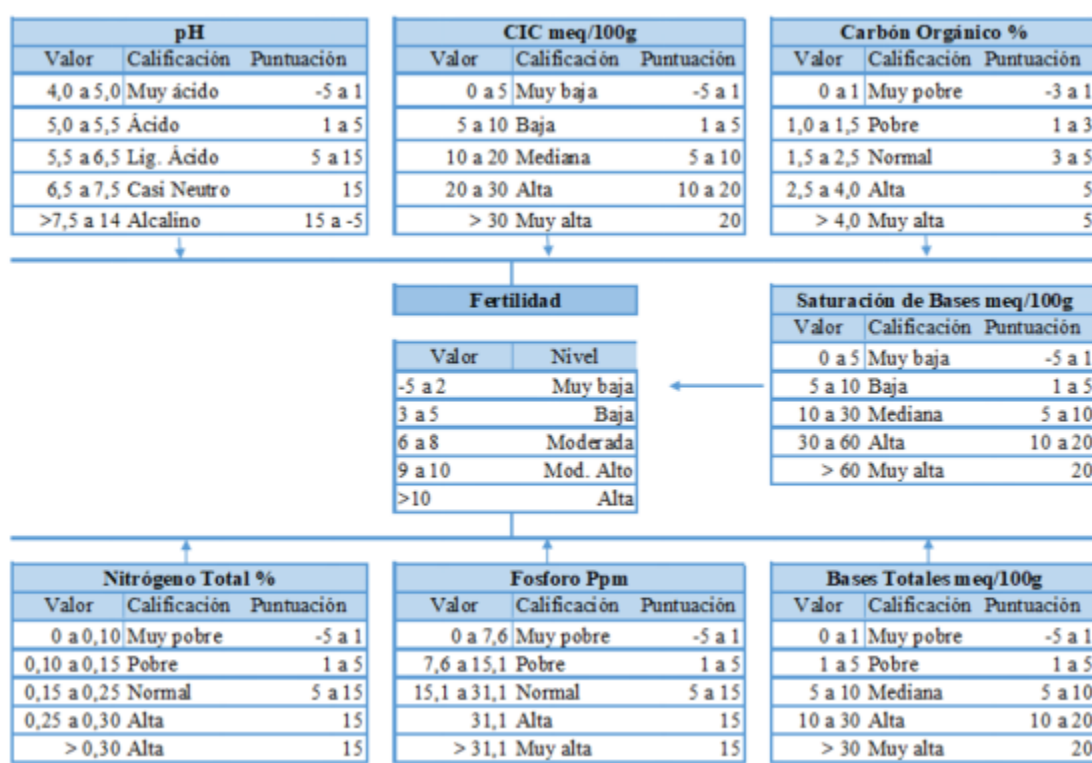 pH
Valor Calificación Puntuación
4,0 a 5,0 Muy ácido -5 a 1
5,0 a 5,5 Ácido 1 a 5
5,5 a 6,5 Lig. Ácido 5 a 15
6,5 a 7,5 Casi Neutro 15
>7,5 a 14 Alcalino 15 a -5
CIC meq/100g
Valor Calificación Puntuación
0 a 5 Muy baja -5 a 1
5 a 10 Baja 1 a 5
10 a 20 Mediana 5 a 10
20 a 30 Alta 10 a 20
> 30 Muy alta 20
Carbón Orgánico %
Valor Calificación Puntuación
0 a 1 Muy pobre -3 a 1
1,0 a 1,5 Pobre 1 a 3
1,5 a 2,5 Normal 3 a 5
2,5 a 4,0 Alta 5
> 4,0 Muy alta 5
Fertilidad
Valor Nivel
-5 a 2 Muy baja
3 a 5 Baja
6 a 8 Moderada
9 a 10 Mod. Alto
>10 Alta
Saturación de Bases meq/100g
Valor Calificación Puntuación
0 a 5 Muy baja -5 a 1
5 a 10 Baja 1 a 5
10 a 30 Mediana 5 a 10
30 a 60 Alta 10 a 20
> 60 Muy alta 20
Nitrógeno Total %
Valor Calificación Puntuación
0 a 0,10 Muy pobre -5 a 1
0,10 a 0,15 Pobre 1 a 5
0,15 a 0,25 Normal 5 a 15
0,25 a 0,30 Alta 15
> 0,30 Alta 15
Fosforo Ppm
Valor Calificación Puntuación
0 a 7,6 Muy pobre -5 a 1
7,6 a 15,1 Pobre 1 a 5
15,1 a 31,1 Normal 5 a 15
31,1 Alta 15
> 31,1 Muy alta 15
Bases Totales meq/100g
Valor Calificación Puntuación
0 a 1 Muy pobre -5 a 1
1 a 5 Pobre 1 a 5
5 a 10 Mediana 5 a 10
10 a 30 Alta 10 a 20
> 30 Muy alta 20